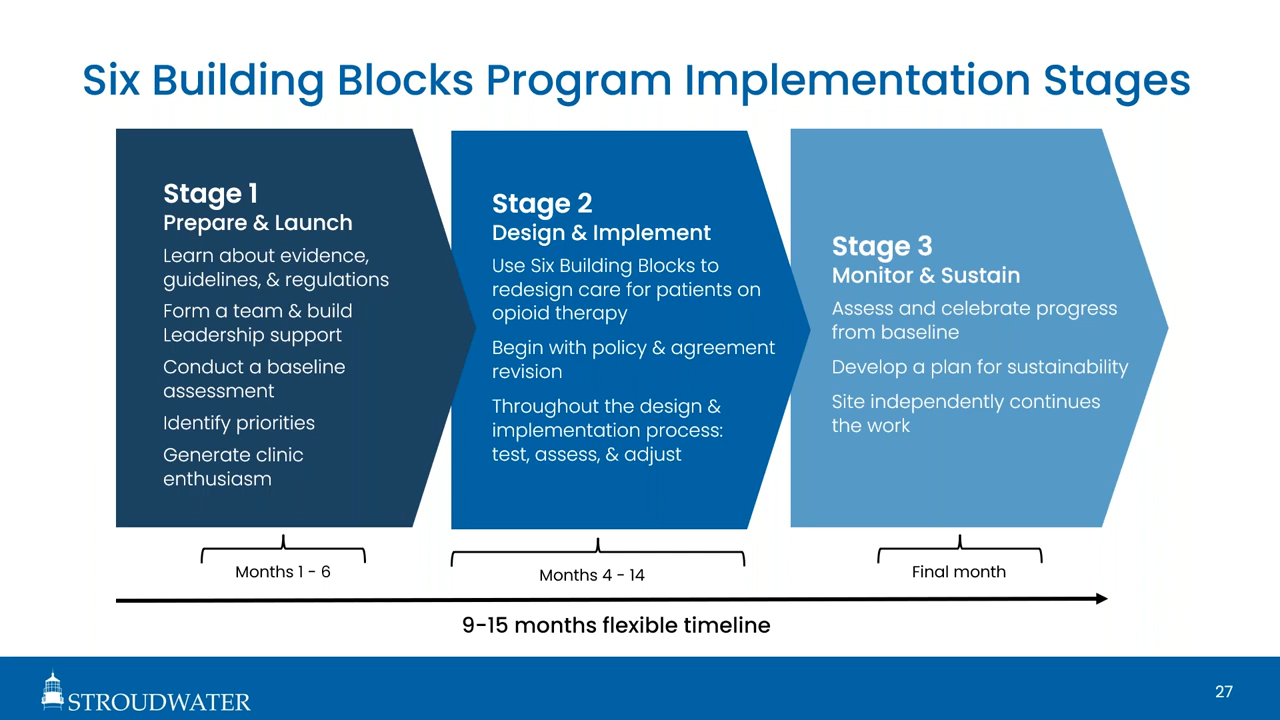 Six Building Blocks Program Implementation Stages
Stage 1
Prepare & Launch
Learn about evidence,
guidelines, & regulations
Form a team & build
Leadership support
Conduct a baseline
assessment
Identify priorities
Generate clinic
enthusiasm
Stage 2
Design & Implement
Use Six Building Blocks to
redesign care for patients on
opioid therapy
Begin with policy & agreement
revision
Throughout the design &
implementation process:
test, assess, & adjust
Stage 3
Monitor & Sustain
Assess and celebrate progress
from baseline
Develop a plan for sustainability
Site independently continues
the work
Months 1 - 6
Months 4 - 14
Final month
9-15 months flexible timeline
STROUDWATER
27